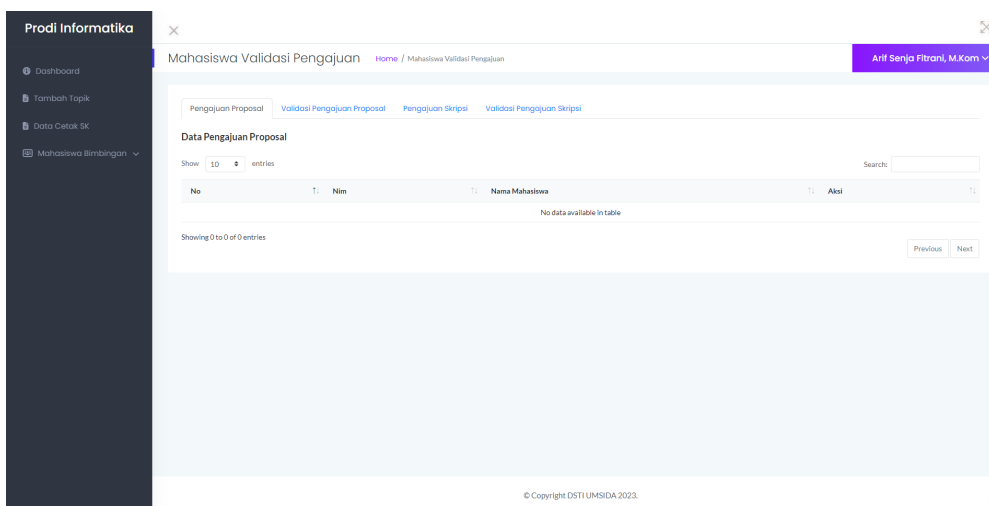 Prodi Informatika
Dashboard
Tambah Topik
Data Cetak SK
Mahasiswa Bimbingan
Mahasiswa Validasi Pengajuan Home / Mahasiswa Validasi Pengajuan
Arif Senja Fitrani, M.Kom
Pengajuan Proposal Validasi Pengajuan Proposal Pengajuan Skripsi Validasi Pengajuan Skripsi
Data Pengajuan Proposal
Show 10 entries Search:
No Nim Nama Mahasiswa Aksi
No data available in table
Showing 0 to 0 of 0 entries
Previous Next
© Copyright DSTI UMSIDA 2023.